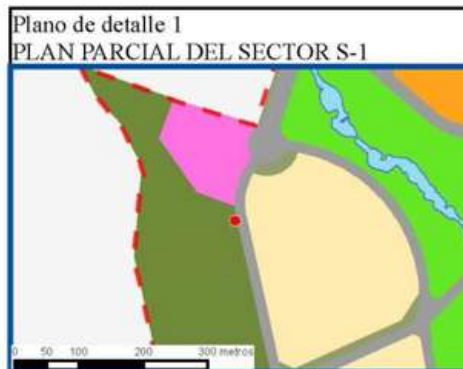 Plano de detalle 1
PLAN PARCIAL DEL SECTOR S-1
0 50 100 200 300 metros